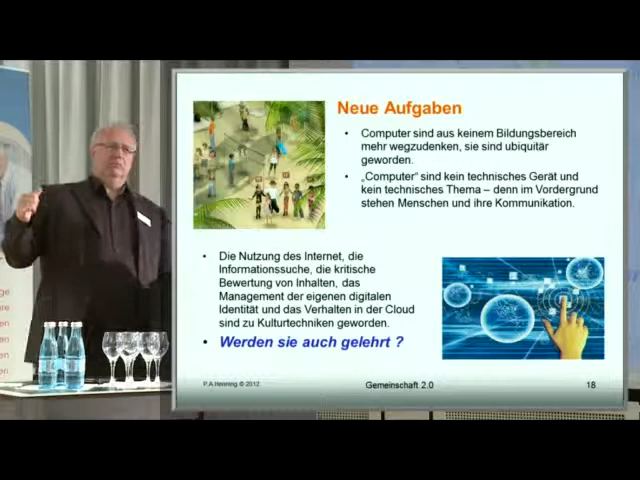 Neue Aufgaben
• Computer sind aus keinem Bildungsbereich
mehr wegzudenken, sie sind ubiquitär
geworden.
• „Computer“ sind kein technisches Gerät und
kein technisches Thema – denn im Vordergrund
stehen Menschen und ihre Kommunikation.
• Die Nutzung des Internet, die
Informationssuche, die kritische
Bewertung von Inhalten, das
Management der eigenen digitalen
Identität und das Verhalten in der Cloud
sind zu Kulturtechniken geworden.
• Werden sie auch gelehrt ?
P.A.Henning © 2012
Gemeinschaft 2.0
18